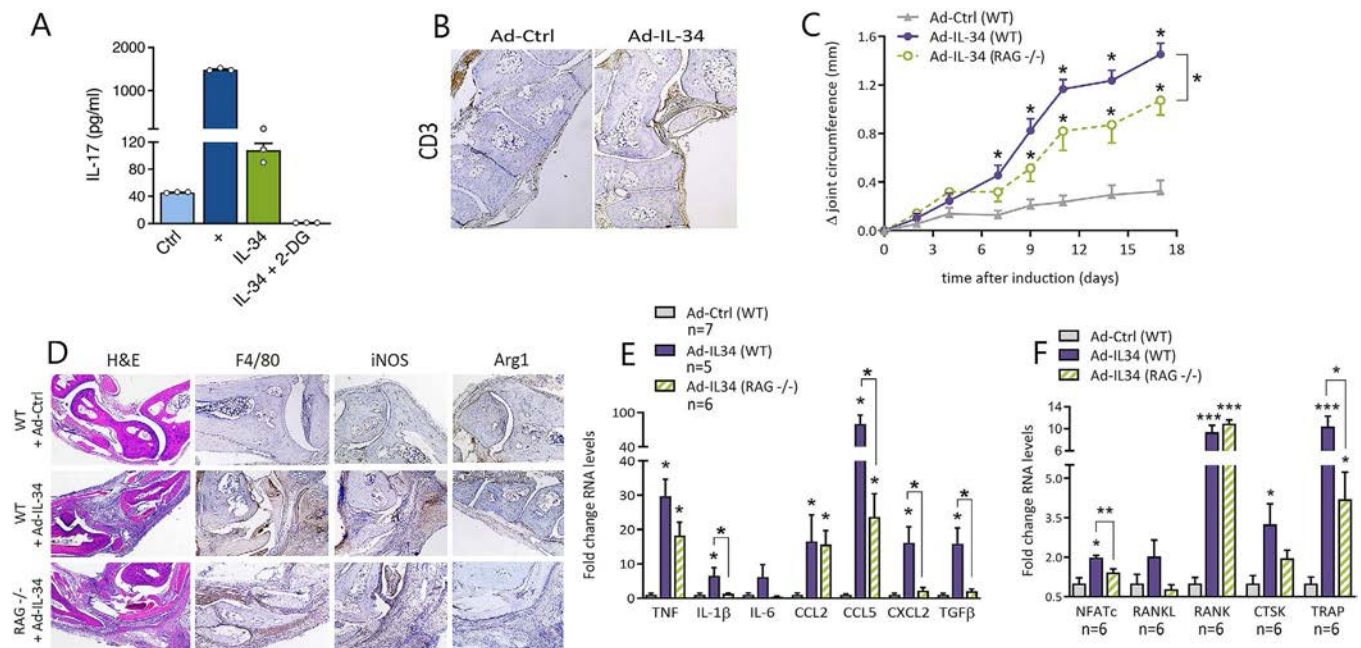 A
IL-17 (pg/ml)
2000
1500
1000
120
80
40
0
Ctrl
+
IL-34
IL-34 + 2-DG
B
Ad-Ctrl
Ad-IL-34
CD3
C
Ad-Ctrl (WT)
Ad-IL-34 (WT)
Ad-IL-34 (RAG -/-)
Δ joint circumference (mm)
1.6
1.2
0.8
0.4
0.0
* * * * *
* * * *
*
0 3 6 9 12 15 18
time after induction (days)
D
H&E F4/80 iNOS Arg1
WT
+ Ad-Ctrl
WT
+ Ad-IL-34
RAG -/-
+ Ad-IL-34
E
Ad-Ctrl (WT)
n=7
Ad-IL34 (WT)
n=5
Ad-IL34 (RAG -/-)
n=6
Fold change RNA levels
100
40
30
20
10
0
* * * * * * * * * * * * *
TNF IL-1β IL-6 CCL2 CCL5 CXCL2 TGFβ
F
Ad-Ctrl (WT)
Ad-IL34 (WT)
Ad-IL34 (RAG -/-)
Fold change RNA levels
14
10
6
5.0
3.5
2.0
0.5
* ** *** *** * *** * *
NFATc RANKL RANK CTSK TRAP
n=6 n=6 n=6 n=6 n=6